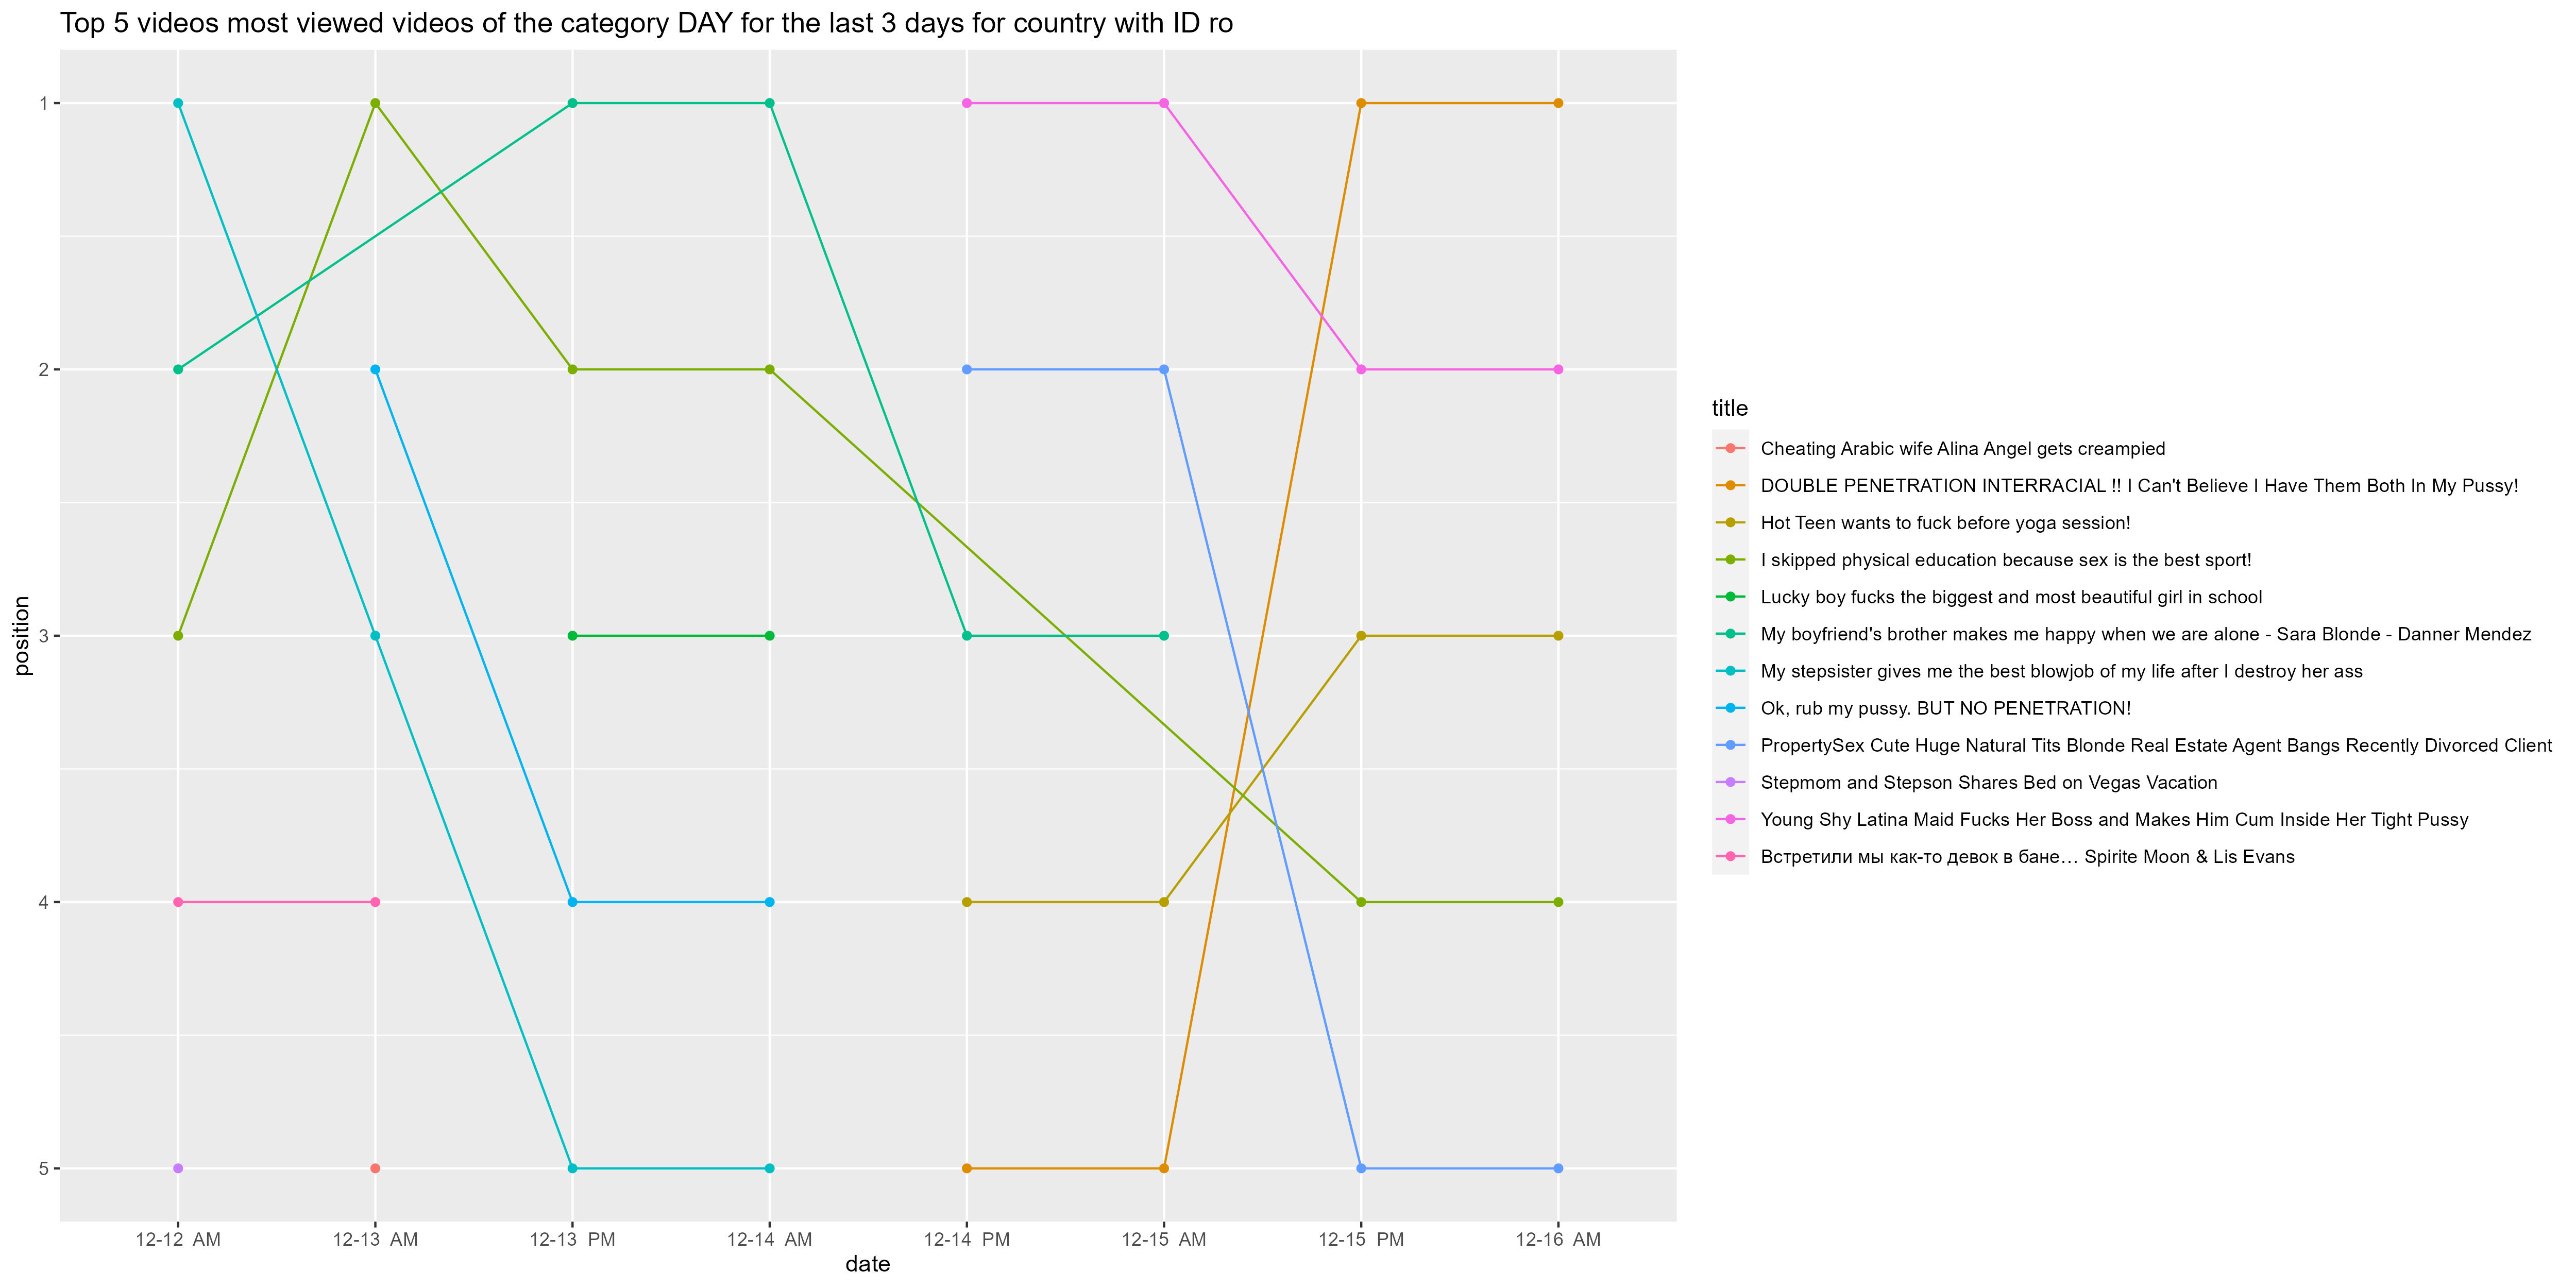 Top 5 videos most viewed videos of the category DAY for the last 3 days for country with ID ro
1
2
3
4
5
position
12-12 AM
12-13 AM
12-13 PM
12-14 AM
12-14 PM
12-15 AM
12-15 PM
12-16 AM
date
title
Cheating Arabic wife Alina Angel gets creampied
DOUBLE PENETRATION INTERRACIAL !! I Can't Believe I Have Them Both In My Pussy!
Hot Teen wants to fuck before yoga session!
I skipped physical education because sex is the best sport!
Lucky boy fucks the biggest and most beautiful girl in school
My boyfriend's brother makes me happy when we are alone - Sara Blonde - Danner Mendez
My stepsister gives me the best blowjob of my life after I destroy her ass
Ok, rub my pussy. BUT NO PENETRATION!
PropertySex Cute Huge Natural Tits Blonde Real Estate Agent Bangs Recently Divorced Client
Stepmom and Stepson Shares Bed on Vegas Vacation
Young Shy Latina Maid Fucks Her Boss and Makes Him Cum Inside Her Tight Pussy
Встретили мы как-то девок в бане… Spirite Moon & Lis Evans